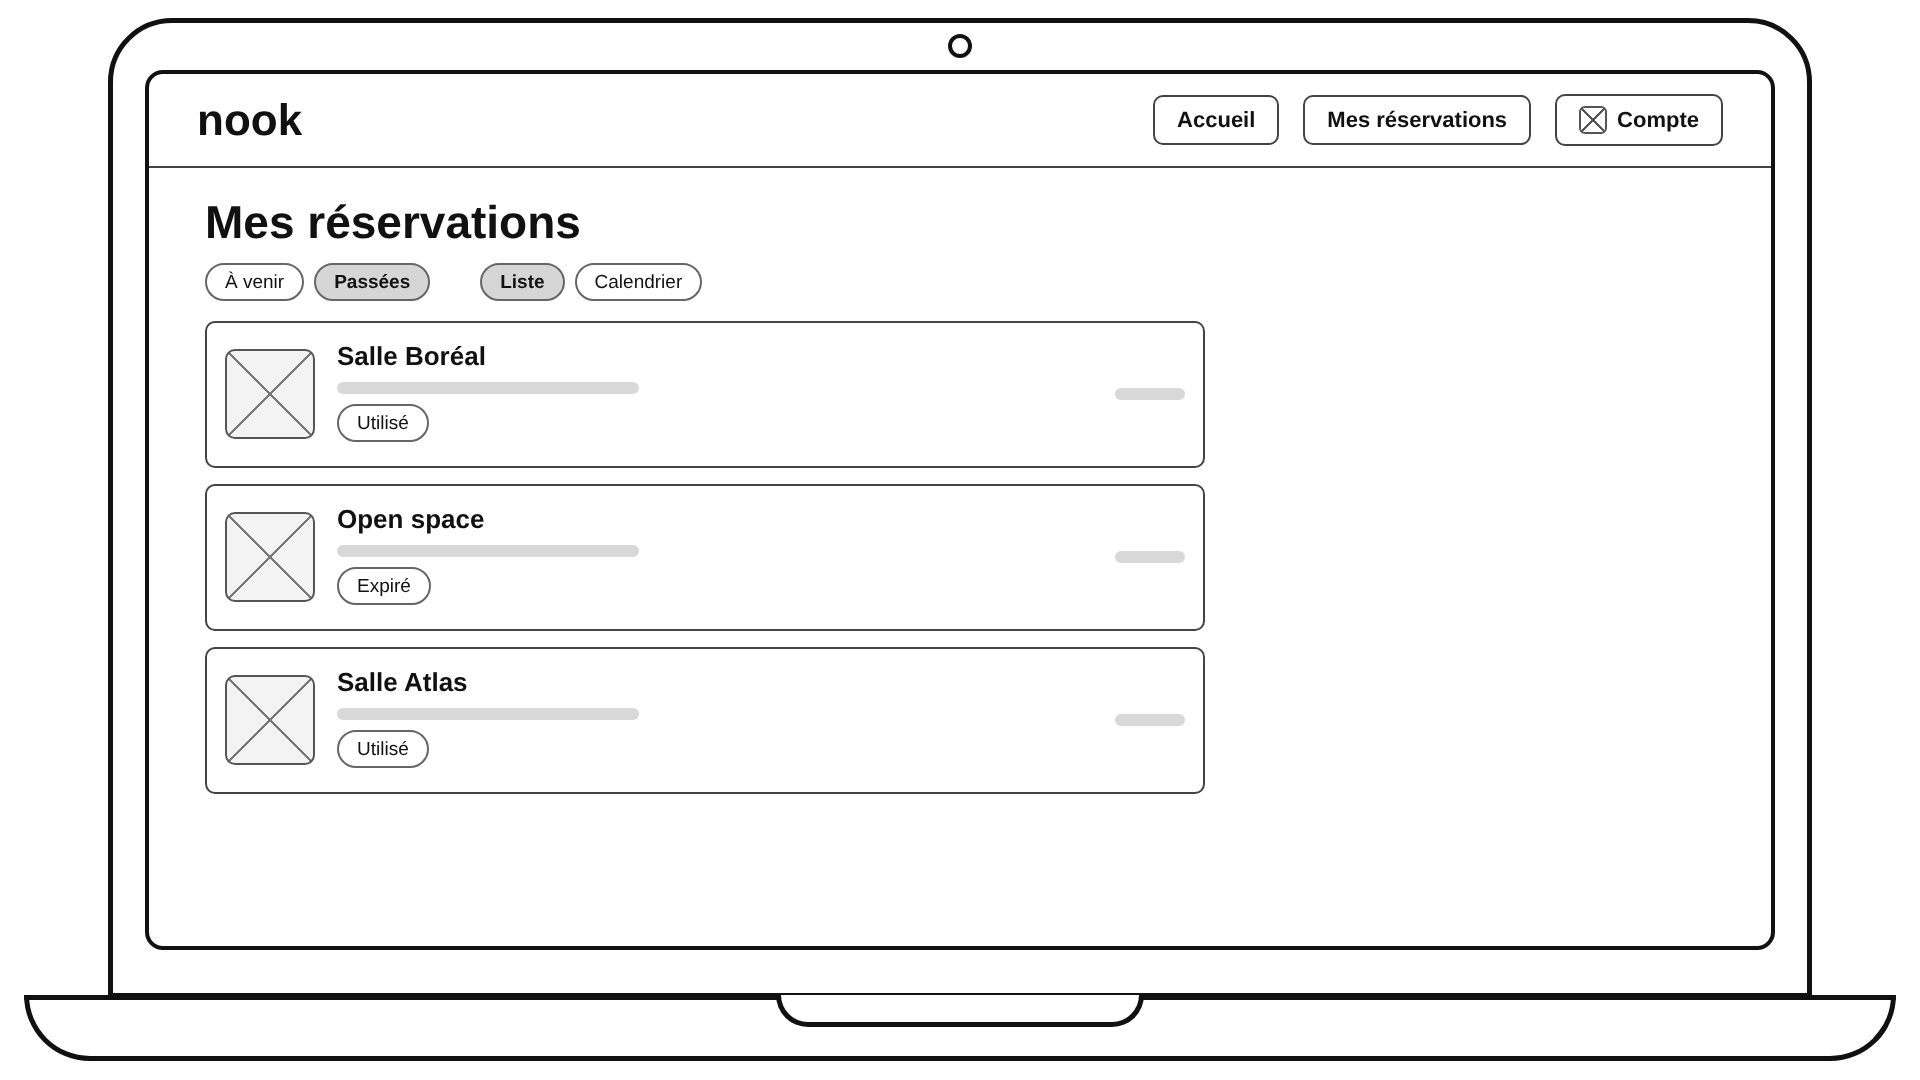 nook
Accueil
Mes réservations
Compte
Mes réservations
À venir
Passées
Liste
Calendrier
Salle Boréal
Utilisé
Open space
Expiré
Salle Atlas
Utilisé